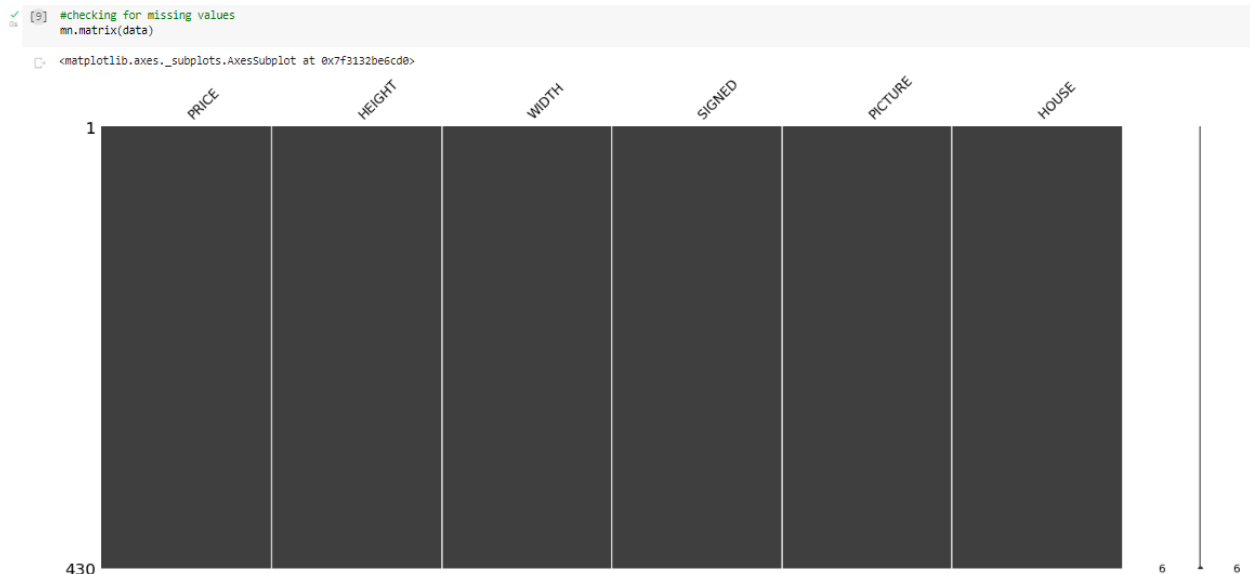 [9] #checking for missing values
mn.matrix(data)
<matplotlib.axes._subplots.AxesSubplot at 0x7f3132be6cd0>
PRICE HEIGHT WIDTH SIGNED PICTURE HOUSE
1
430 6 6